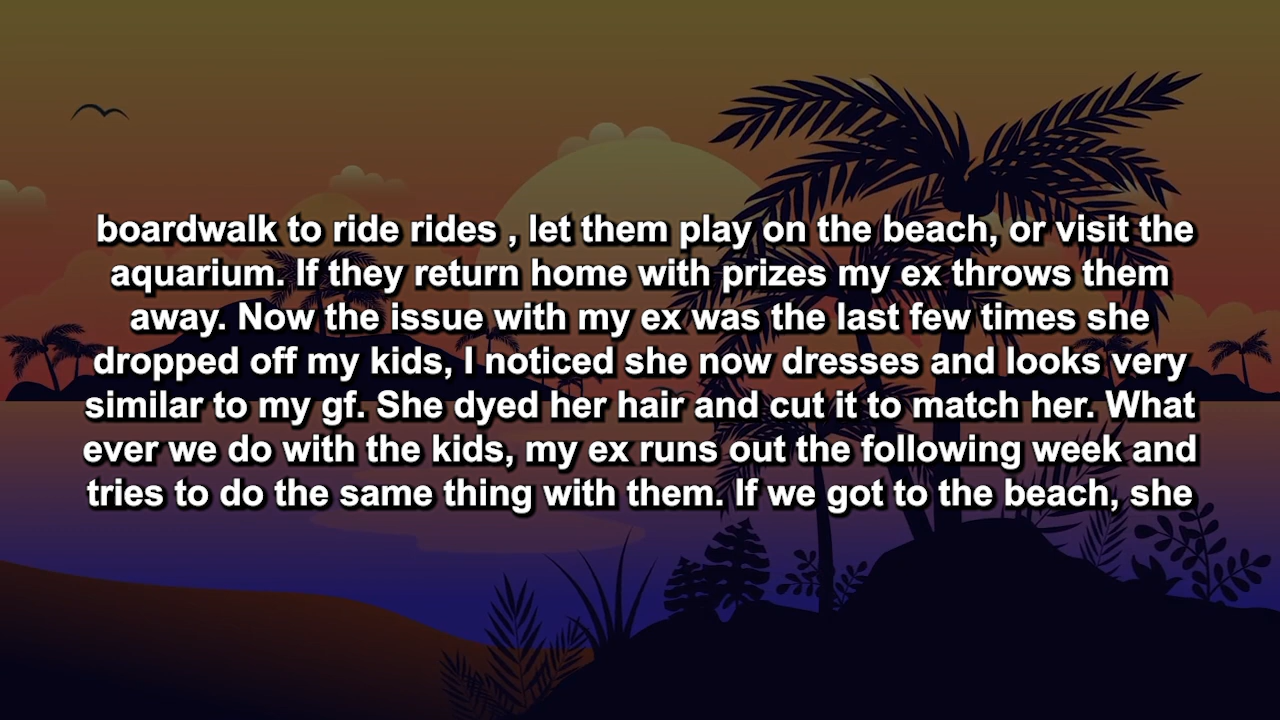 boardwalk to ride rides , let them play on the beach, or visit the
aquarium. If they return home with prizes my ex throws them
away. Now the issue with my ex was the last few times she
dropped off my kids, I noticed she now dresses and looks very
similar to my gf. She dyed her hair and cut it to match her. What
ever we do with the kids, my ex runs out the following week and
tries to do the same thing with them. If we got to the beach, she